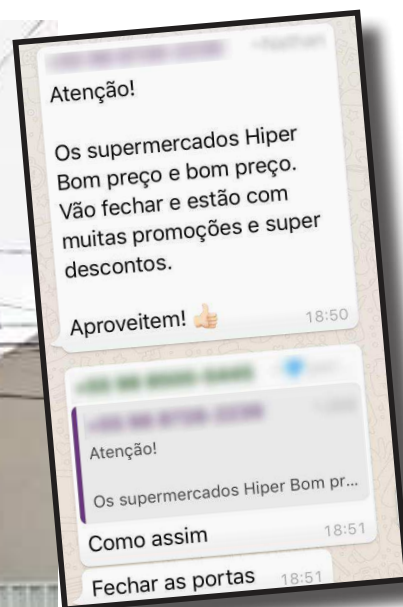 Atenção!
Os supermercados Hiper
Bom preço e bom preço.
Vão fechar e estão com
muitas promoções e super
descontos.
Aproveitem! 👍🏻
18:50
Atenção!
Os supermercados Hiper Bom pr...
Como assim
18:51
Fechar as portas
18:51